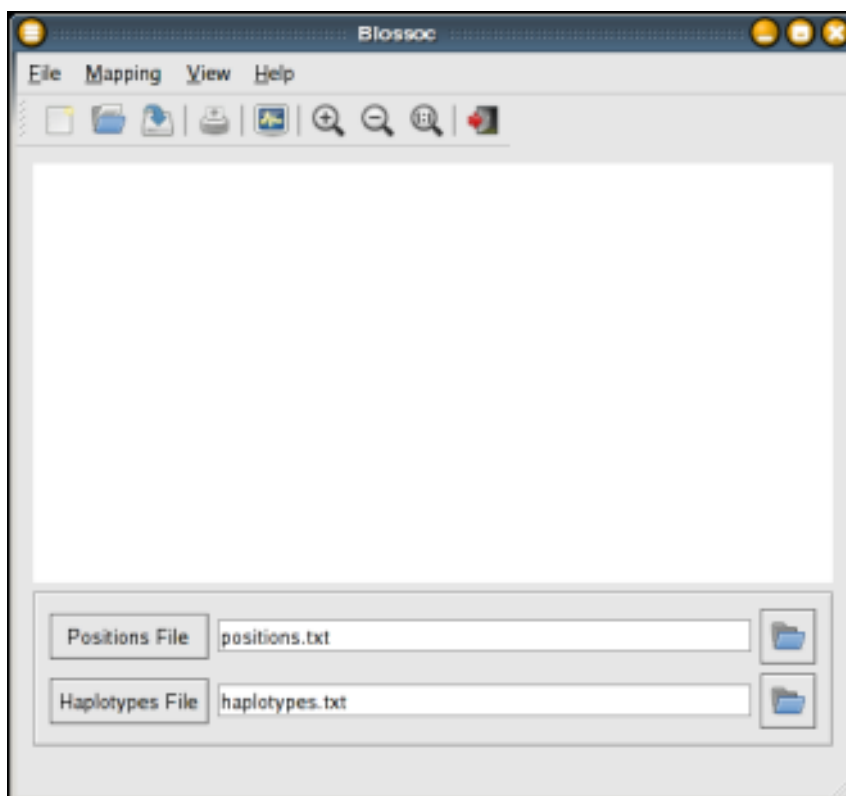 Blossoc
File Mapping View Help
Positions File positions.txt
Haplotypes File haplotypes.txt